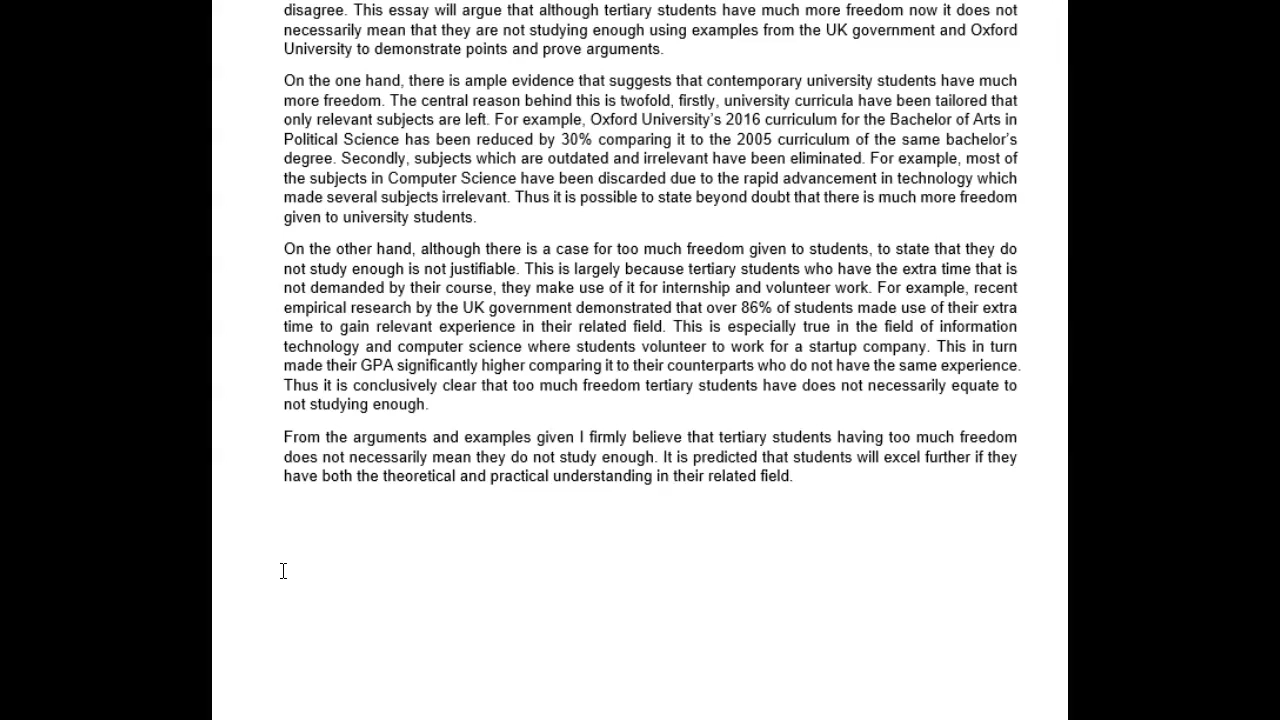 disagree. This essay will argue that although tertiary students have much more freedom now it does not
necessarily mean that they are not studying enough using examples from the UK government and Oxford
University to demonstrate points and prove arguments.
On the one hand, there is ample evidence that suggests that contemporary university students have much
more freedom. The central reason behind this is twofold, firstly, university curricula have been tailored that
only relevant subjects are left. For example, Oxford University's 2016 curriculum for the Bachelor of Arts in
Political Science has been reduced by 30% comparing it to the 2005 curriculum of the same bachelor's
degree. Secondly, subjects which are outdated and irrelevant have been eliminated. For example, most of
the subjects in Computer Science have been discarded due to the rapid advancement in technology which
made several subjects irrelevant. Thus it is possible to state beyond doubt that there is much more freedom
given to university students.
On the other hand, although there is a case for too much freedom given to students, to state that they do
not study enough is not justifiable. This is largely because tertiary students who have the extra time that is
not demanded by their course, they make use of it for internship and volunteer work. For example, recent
empirical research by the UK government demonstrated that over 86% of students made use of their extra
time to gain relevant experience in their related field. This is especially true in the field of information
technology and computer science where students volunteer to work for a startup company. This in turn
made their GPA significantly higher comparing it to their counterparts who do not have the same experience.
Thus it is conclusively clear that too much freedom tertiary students have does not necessarily equate to
not studying enough.
From the arguments and examples given I firmly believe that tertiary students having too much freedom
does not necessarily mean they do not study enough. It is predicted that students will excel further if they
have both the theoretical and practical understanding in their related field.